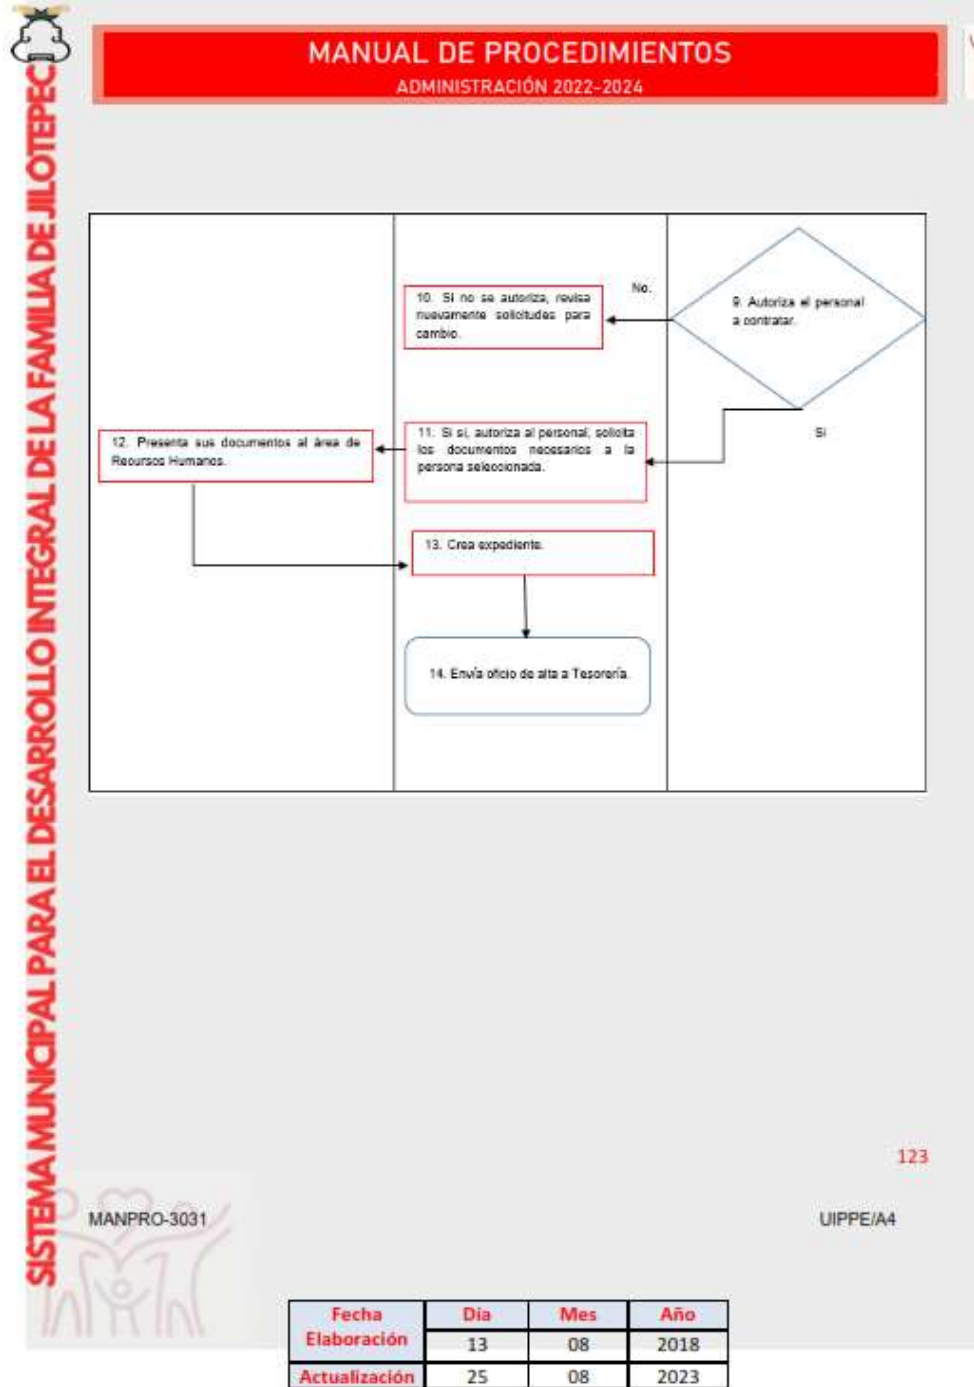 SISTEMA MUNICIPAL PARA EL DESARROLLO INTEGRAL DE LA FAMILIA DE JILOTEPEC
MANUAL DE PROCEDIMIENTOS
ADMINISTRACIÓN 2022-2024
9. Autoriza el personal
a contratar.
No.
10. Si no se autoriza, revisa
nuevamente solicitudes para
cambio.
Si
11. Si si, autoriza al personal, solicita
los documentos necesarios a la
persona seleccionada.
12. Presenta sus documentos al área de
Recursos Humanos.
13. Crea expediente.
14. Envía oficio de alta a Tesorería.
123
MANPRO-3031
UIPPE/A4
Fecha Día Mes Año
Elaboración 13 08 2018
Actualización 25 08 2023